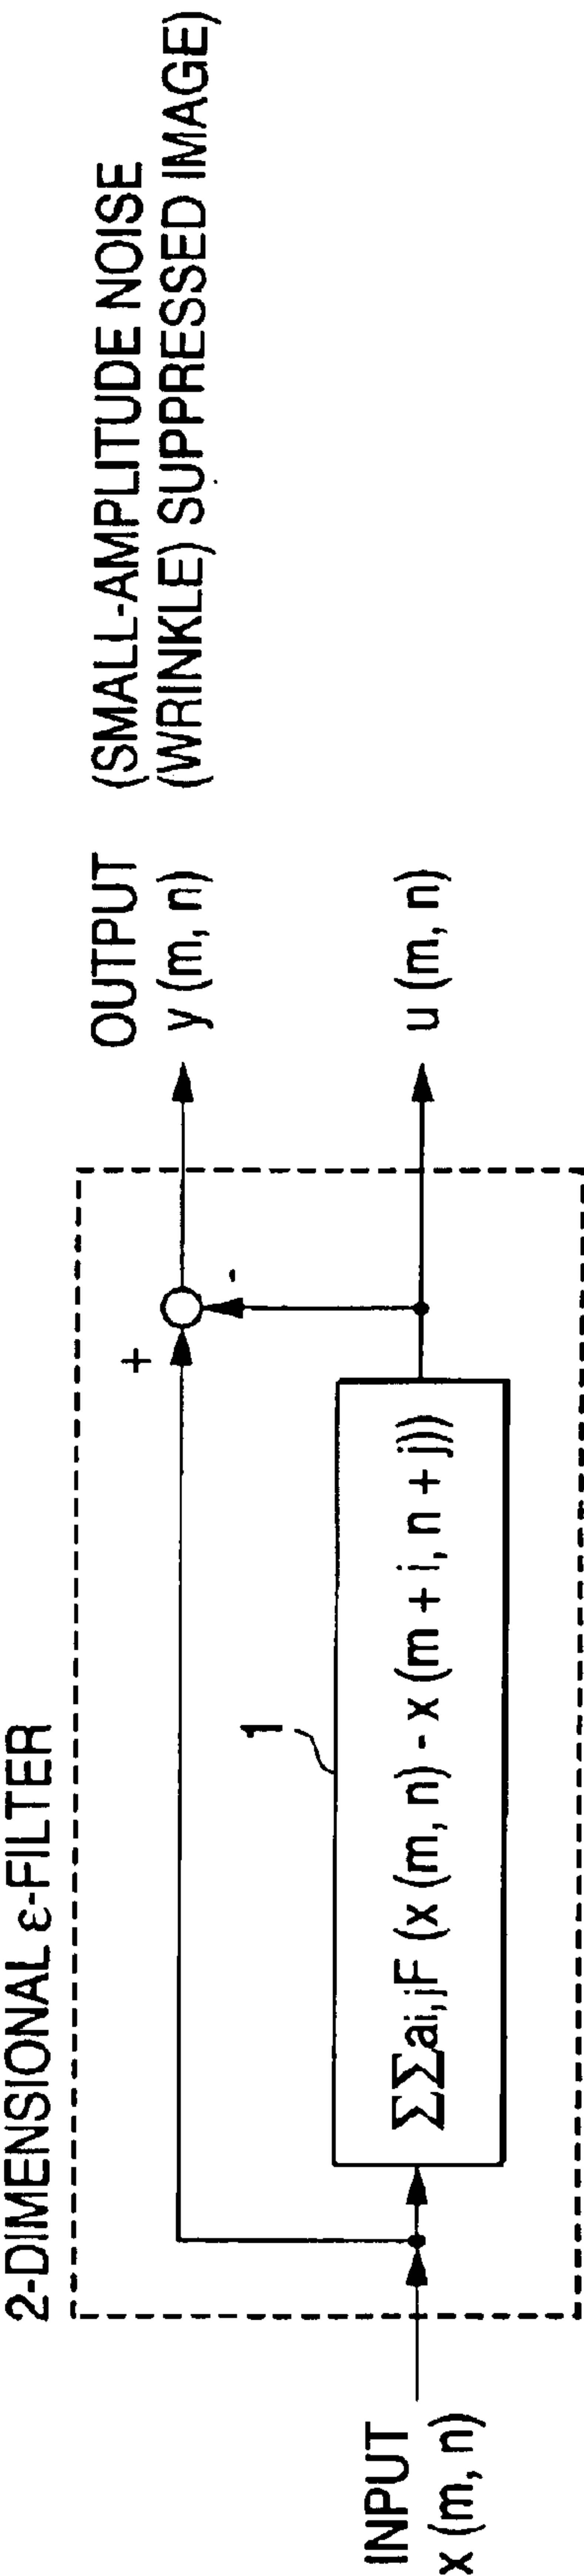 2-DIMENSIONAL ε-FILTER
INPUT
x (m, n)
1
ΣΣai,jF (x (m, n) - x (m + i, n + j))
+
-
OUTPUT
y (m, n)
(SMALL-AMPLITUDE NOISE
(WRINKLE) SUPPRESSED IMAGE)
u (m, n)